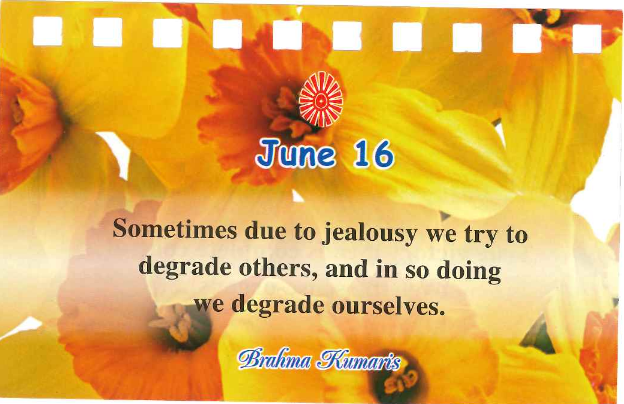 June 16
Sometimes due to jealousy we try to
degrade others, and in so doing
we degrade ourselves.
Brahma Kumaris